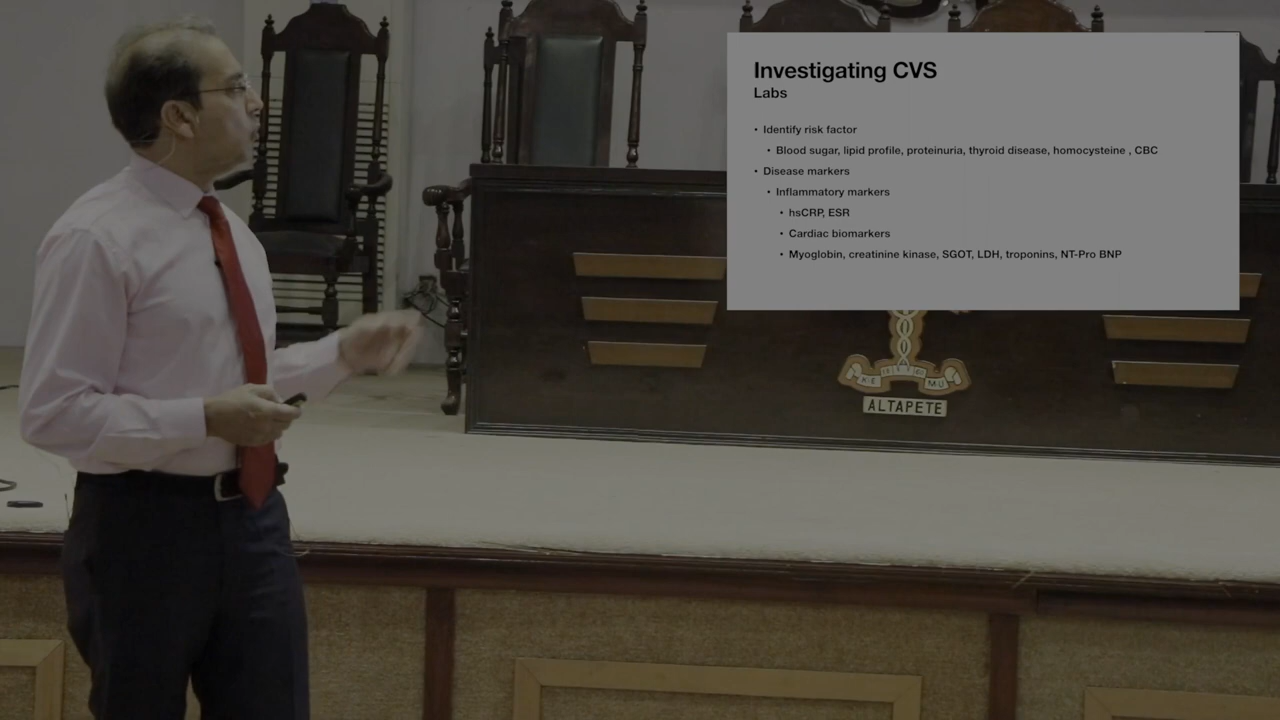 Investigating CVS
Labs
• Identify risk factor
• Blood sugar, lipid profile, proteinuria, thyroid disease, homocysteine , CBC
• Disease markers
• Inflammatory markers
• hsCRP, ESR
• Cardiac biomarkers
• Myoglobin, creatinine kinase, SGOT, LDH, troponins, NT-Pro BNP
K.E MU
ALTAPETE